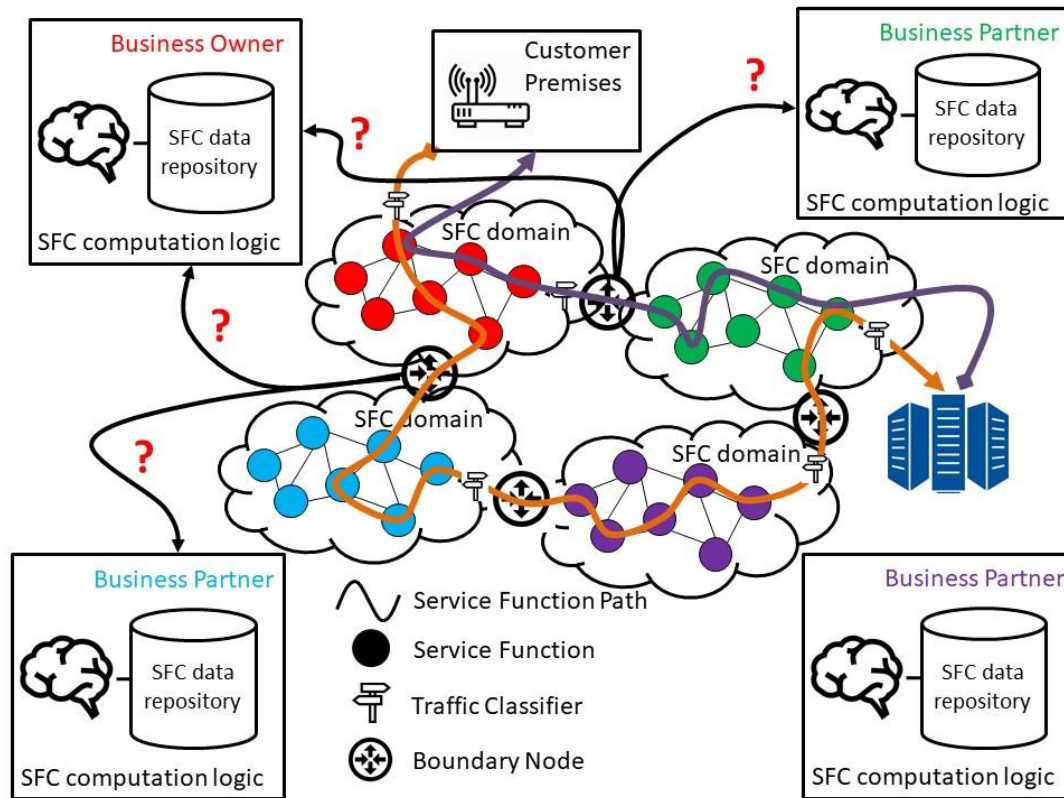 Business Owner
SFC data
repository
SFC computation logic
?
Customer
Premises
?
Business Partner
SFC data
repository
SFC computation logic
SFC domain
SFC domain
?
?
SFC domain
SFC domain
Business Partner
SFC data
repository
SFC computation logic
Service Function Path
Service Function
Traffic Classifier
Boundary Node
Business Partner
SFC data
repository
SFC computation logic